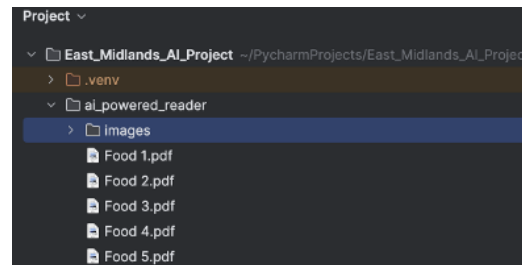 Project
East_Midlands_AI_Project ~/PycharmProjects/East_Midlands_AI_Projec
.venv
ai_powered_reader
images
Food 1.pdf
Food 2.pdf
Food 3.pdf
Food 4.pdf
Food 5.pdf